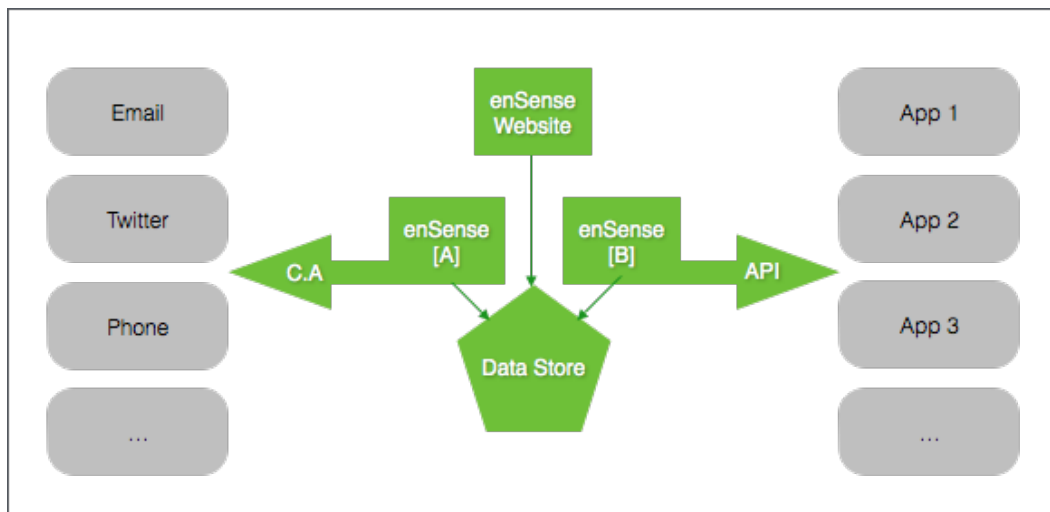 Email
Twitter
Phone
...
enSense
Website
enSense
[A]
C.A
enSense
[B]
API
Data Store
App 1
App 2
App 3
...